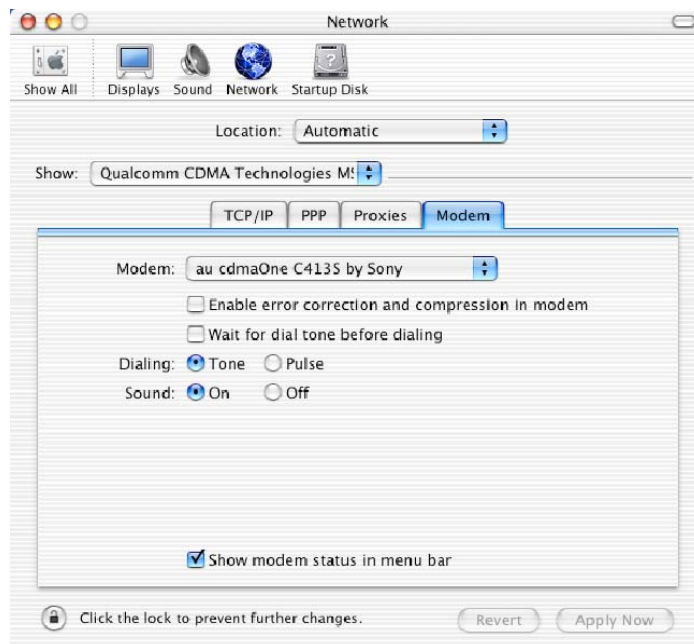 Network
Show All Displays Sound Network Startup Disk
Location: Automatic
Show: Qualcomm CDMA Technologies MS
TCP/IP PPP Proxies Modem
Modem: au cdmaOne C413S by Sony
Enable error correction and compression in modem
Wait for dial tone before dialing
Dialing: Tone Pulse
Sound: On Off
Show modem status in menu bar
Click the lock to prevent further changes. Revert Apply Now